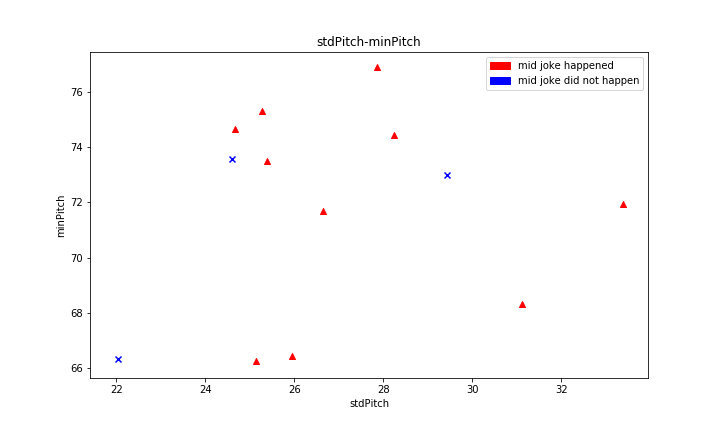 stdPitch-minPitch
mid joke happened
mid joke did not happen
76
74
72
70
68
66
minPitch
22 24 26 28 30 32
stdPitch